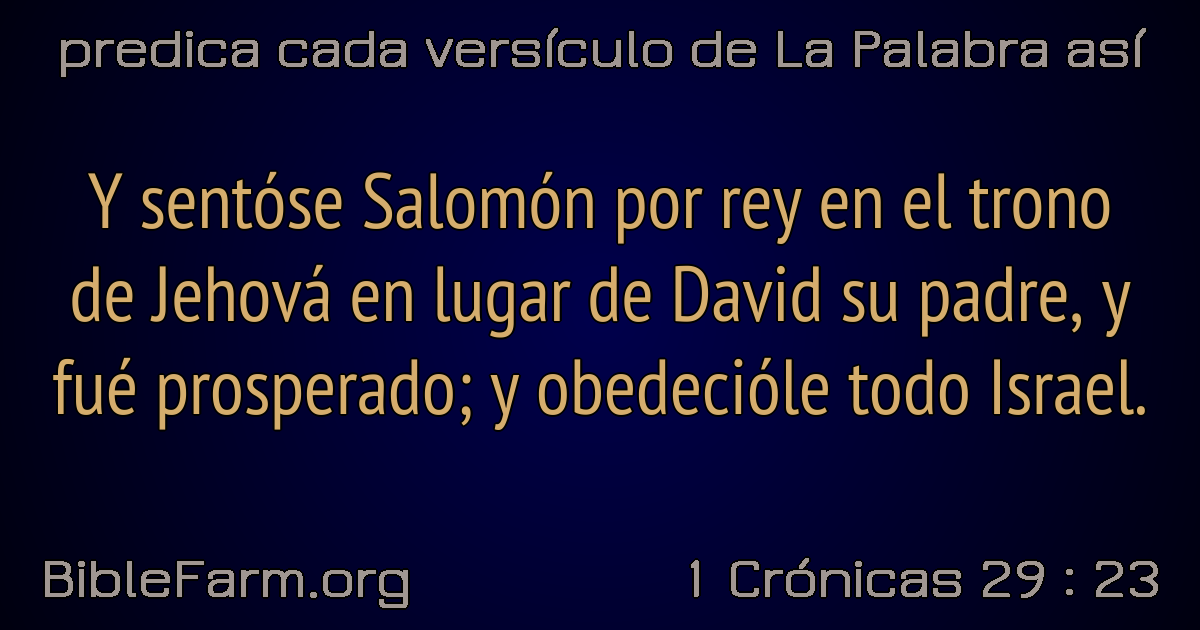 predica cada versículo de La Palabra así
Y sentóse Salomón por rey en el trono
de Jehová en lugar de David su padre, y
fué prosperado; y obedecióle todo Israel.
BibleFarm.org
1 Crónicas 29 : 23